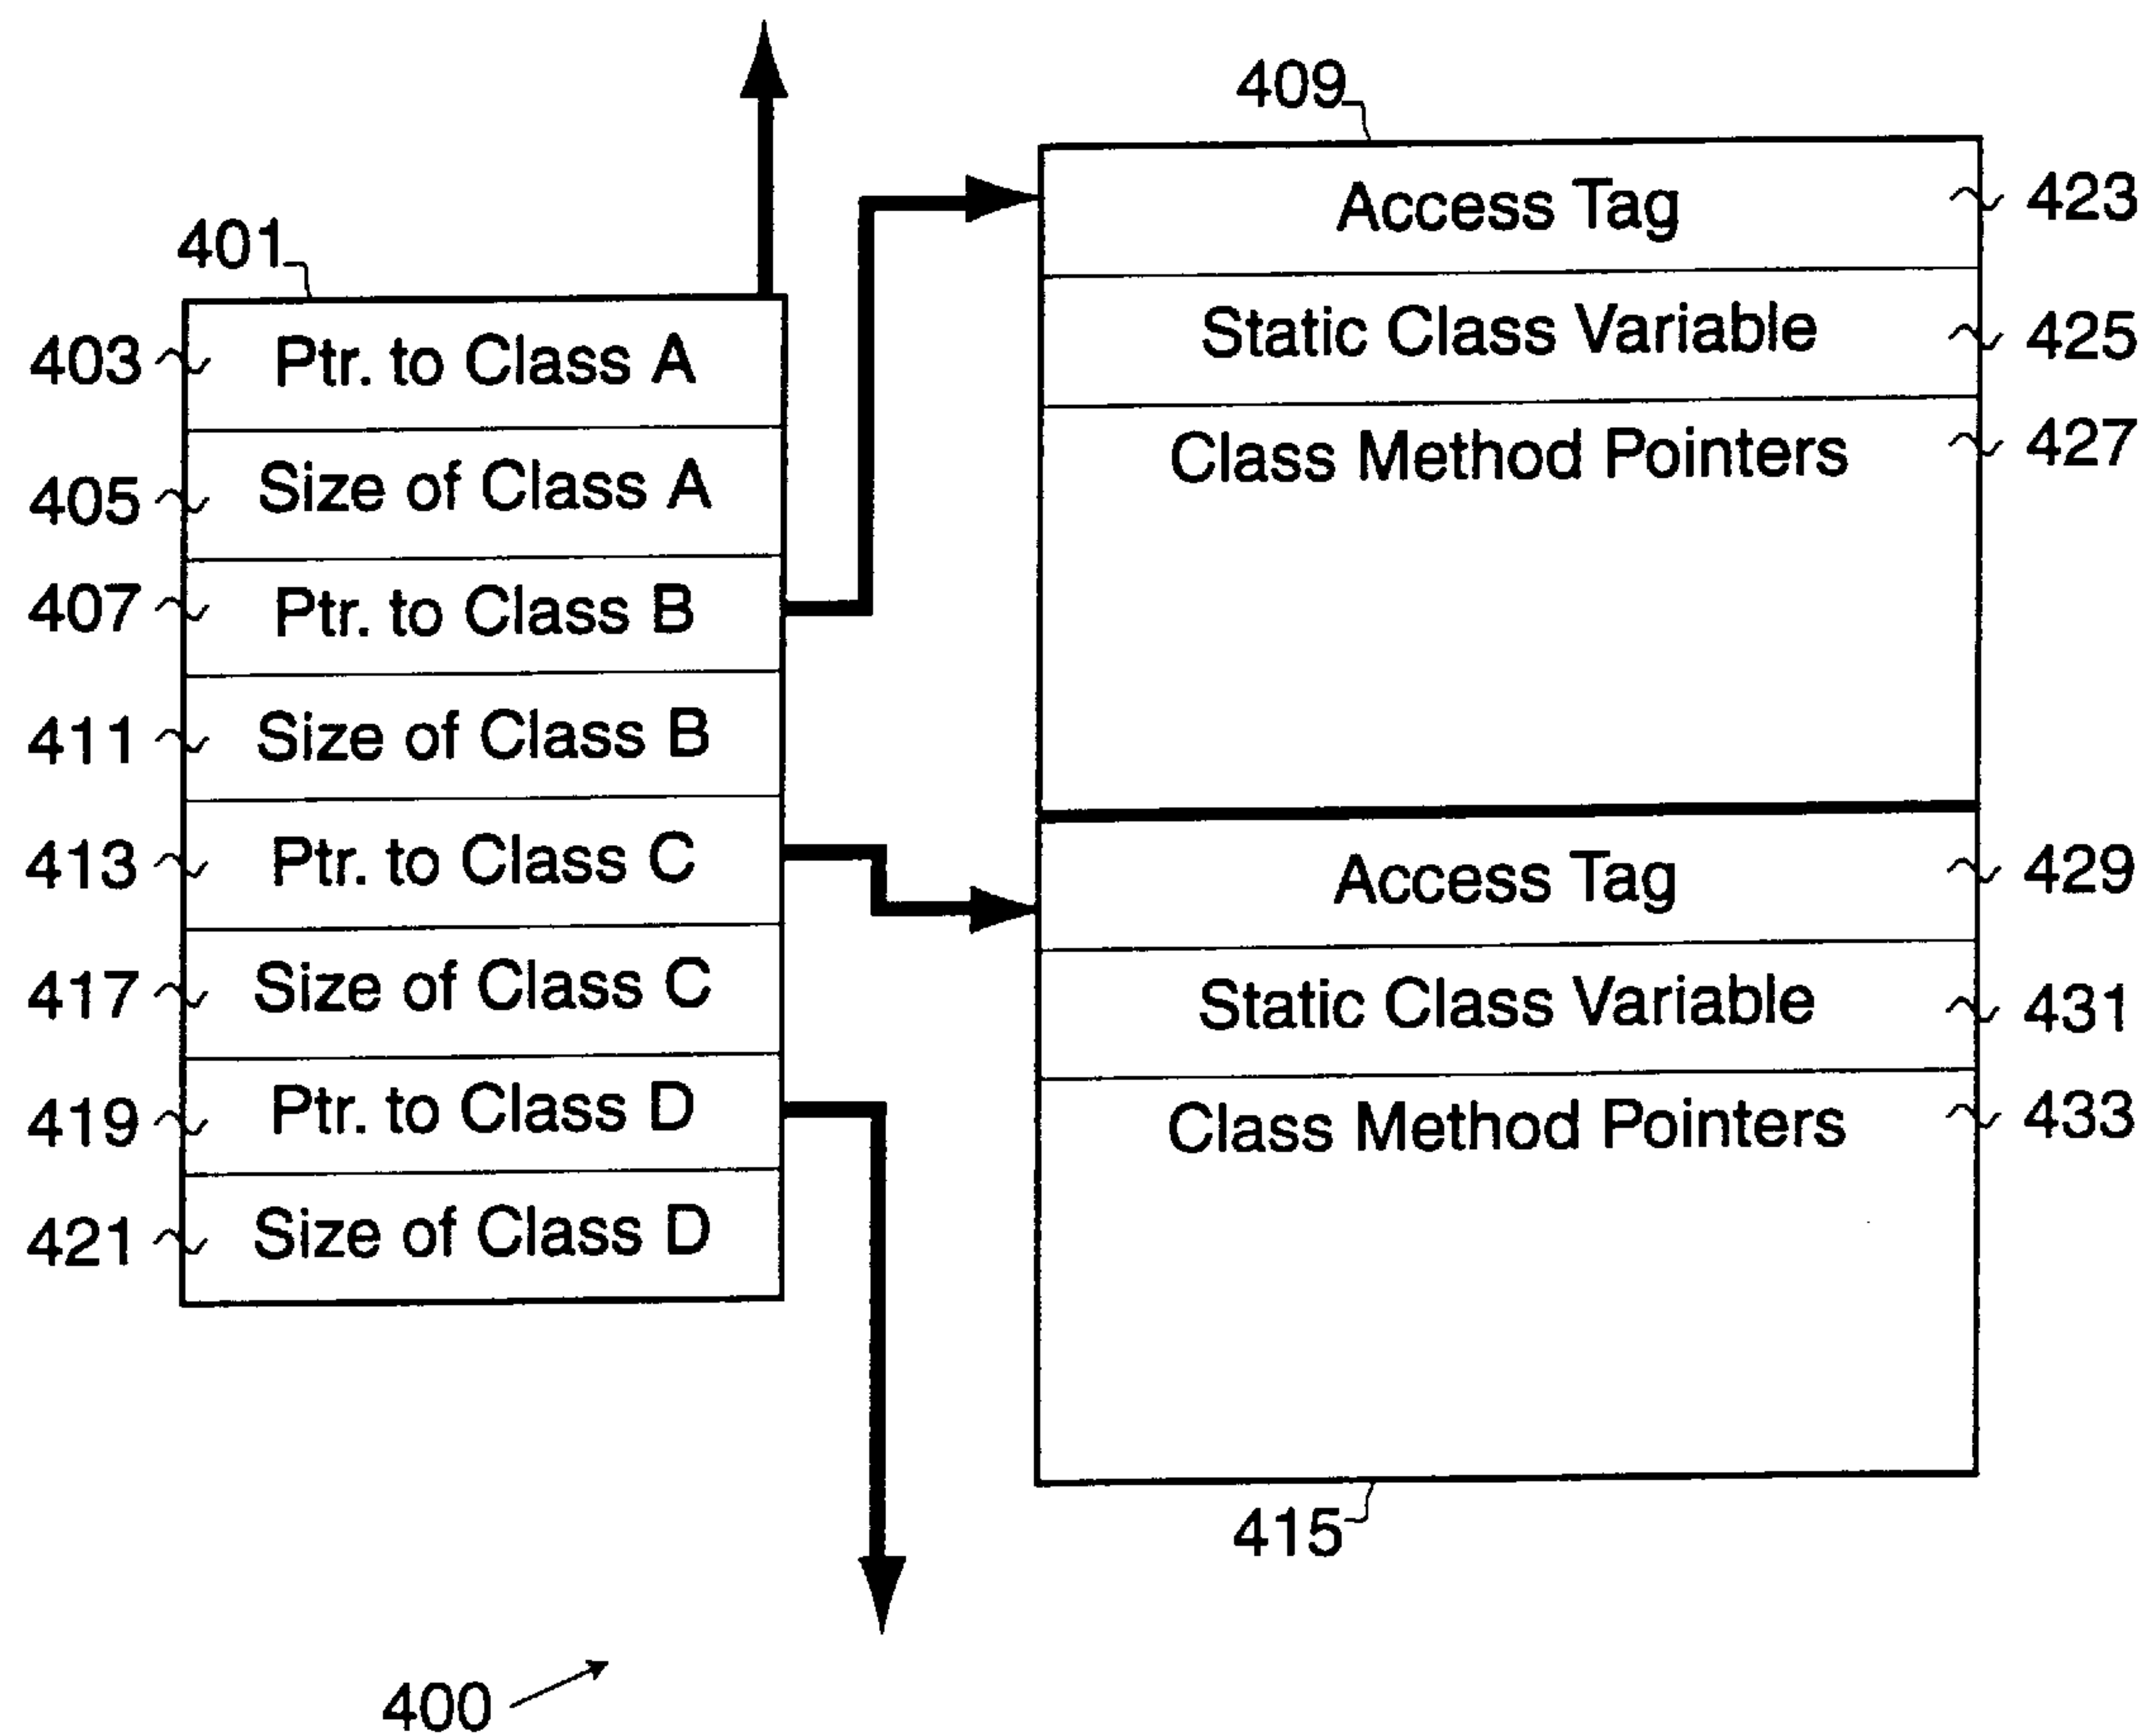 409
Access Tag 423
401
Static Class Variable 425
403 Ptr. to Class A
Class Method Pointers 427
405 Size of Class A
407 Ptr. to Class B
411 Size of Class B
413 Ptr. to Class C
Access Tag 429
417 Size of Class C
Static Class Variable 431
419 Ptr. to Class D
Class Method Pointers 433
421 Size of Class D
415
400